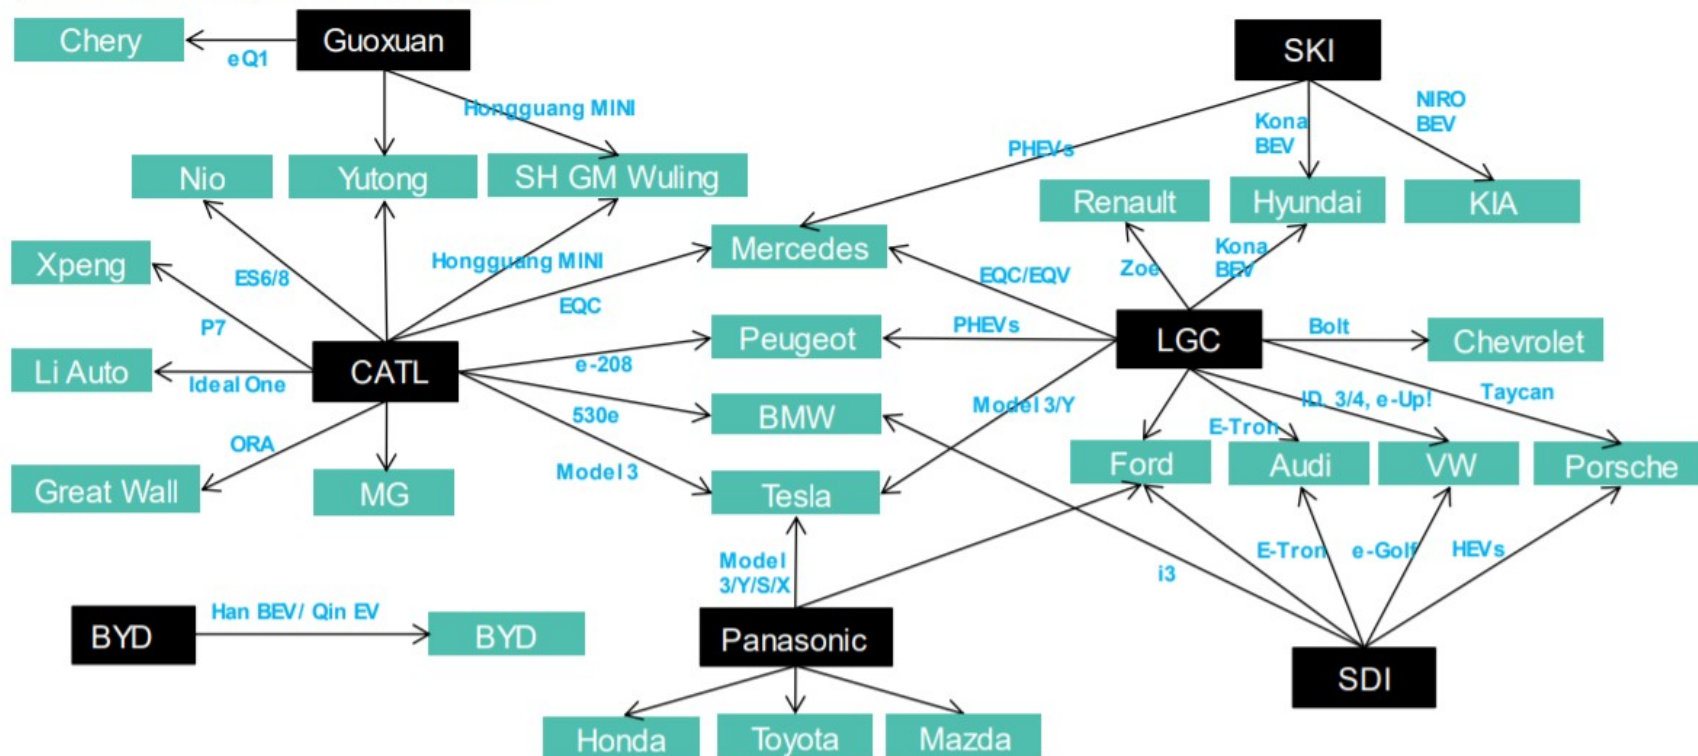 Chery
eQ1
Guoxuan
SKI
Hongguang MINI
NIRO
BEV
Kona
BEV
PHEVs
Nio
Yutong
SH GM Wuling
Renault
Hyundai
KIA
Xpeng
ES6/8
Hongguang MINI
Mercedes
Zoe
Kona
BEV
EQC/EQV
EQC
P7
Li Auto
Ideal One
CATL
e-208
Peugeot
PHEVs
LGC
Bolt
Chevrolet
530e
BMW
Model 3/Y
ID. 3/4, e-Up!
Taycan
E-Tron
ORA
Great Wall
MG
Model 3
Tesla
Ford
Audi
VW
Porsche
Model
3/Y/S/X
i3
E-Tron
e-Golf
HEVs
BYD
Han BEV/ Qin EV
BYD
Panasonic
SDI
Honda
Toyota
Mazda